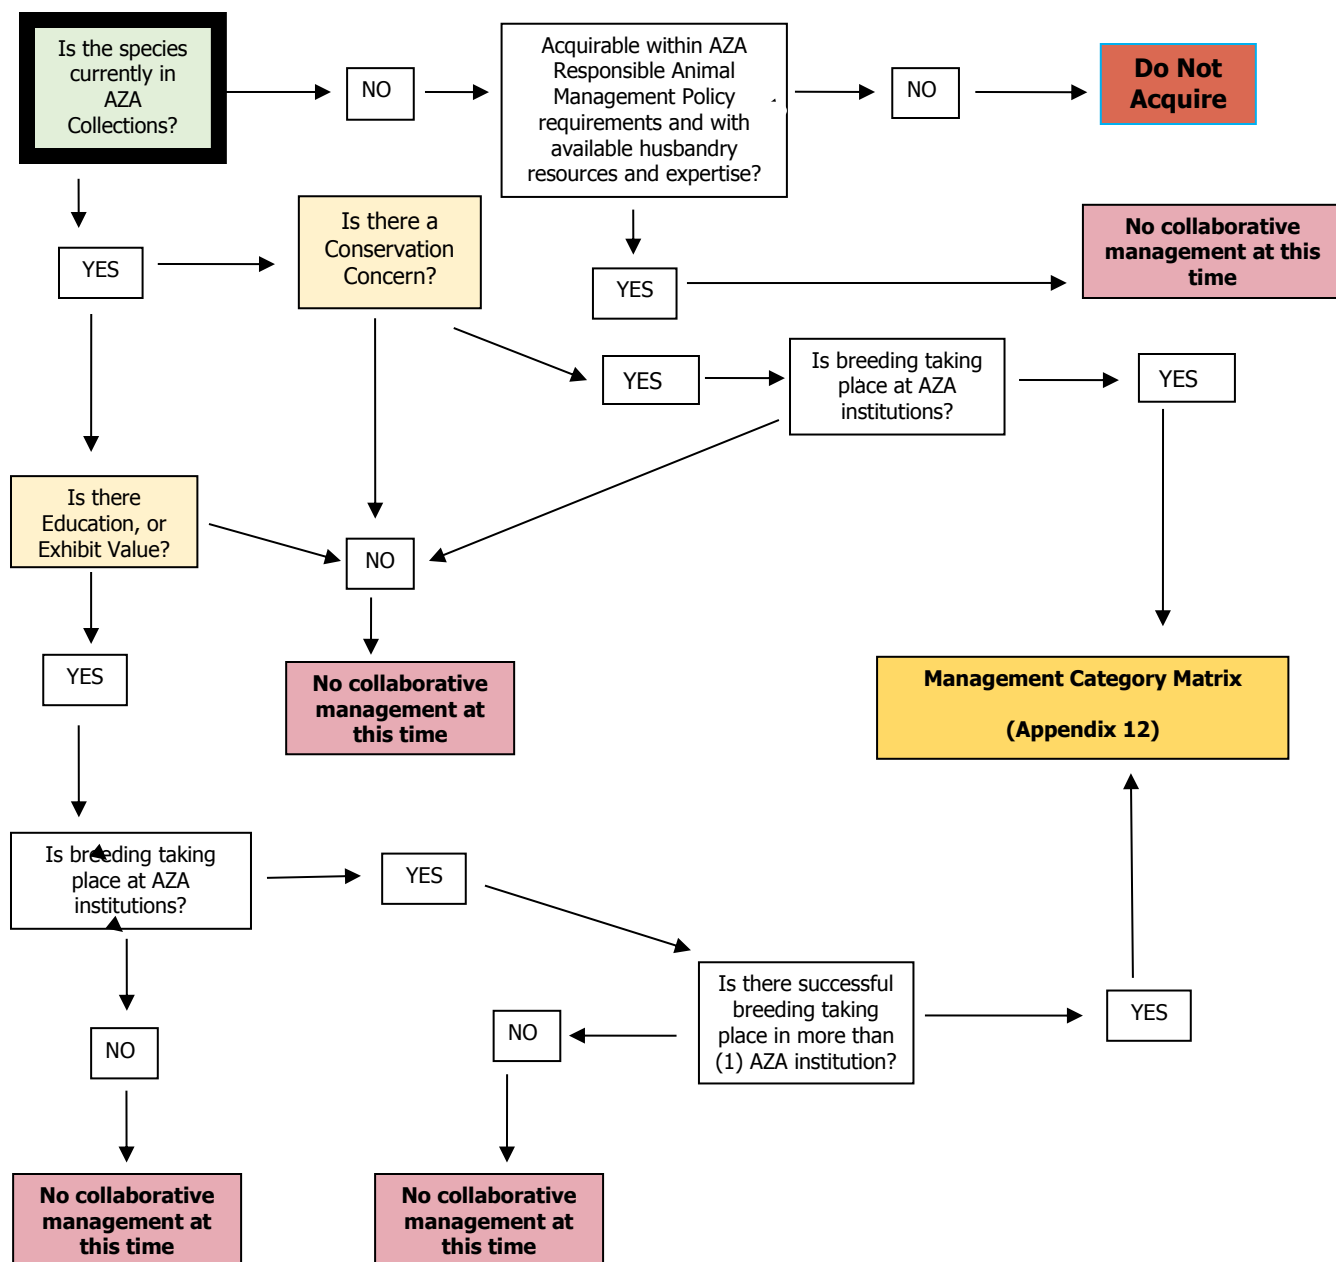 Is the species
currently in
AZA
Collections?
NO
Acquirable within AZA
Responsible Animal
Management Policy
requirements and with
available husbandry
resources and expertise?
NO
Do Not
Acquire
YES
Is there a
Conservation
Concern?
YES
No collaborative
management at this
time
YES
Is breeding taking
place at AZA
institutions?
YES
Is there
Education, or
Exhibit Value?
NO
YES
No collaborative
management at
this time
Management Category Matrix
(Appendix 12)
Is breeding taking
place at AZA
institutions?
YES
Is there successful
breeding taking
place in more than
(1) AZA institution?
NO
YES
NO
No collaborative
management at
this time
No collaborative
management at
this time